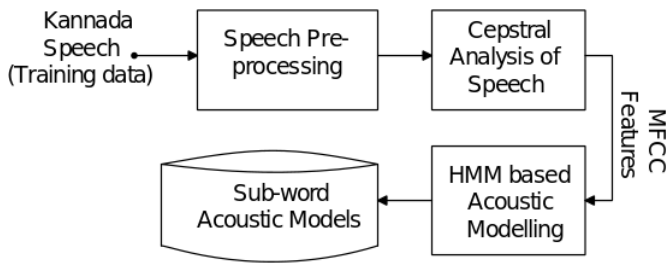 Kannada
Speech
(Training data)
Speech Pre-
processing
Cepstral
Analysis of
Speech
MFCC
Features
HMM based
Acoustic
Modelling
Sub-word
Acoustic Models